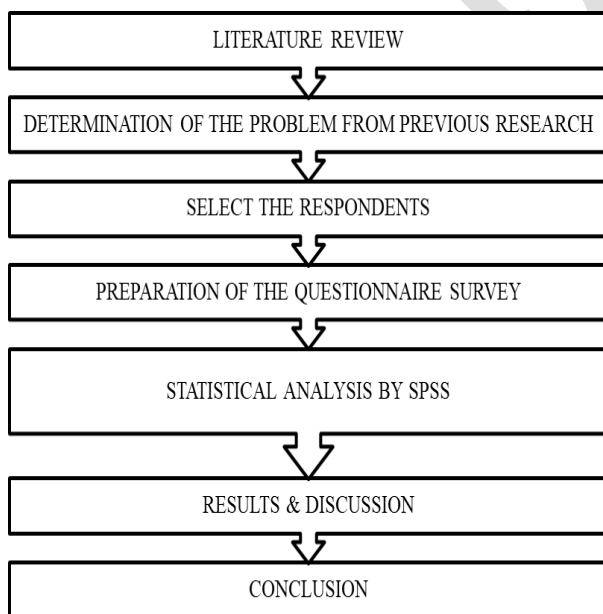 LITERATURE REVIEW
DETERMINATION OF THE PROBLEM FROM PREVIOUS RESEARCH
SELECT THE RESPONDENTS
PREPARATION OF THE QUESTIONNAIRE SURVEY
STATISTICAL ANALYSIS BY SPSS
RESULTS & DISCUSSION
CONCLUSION